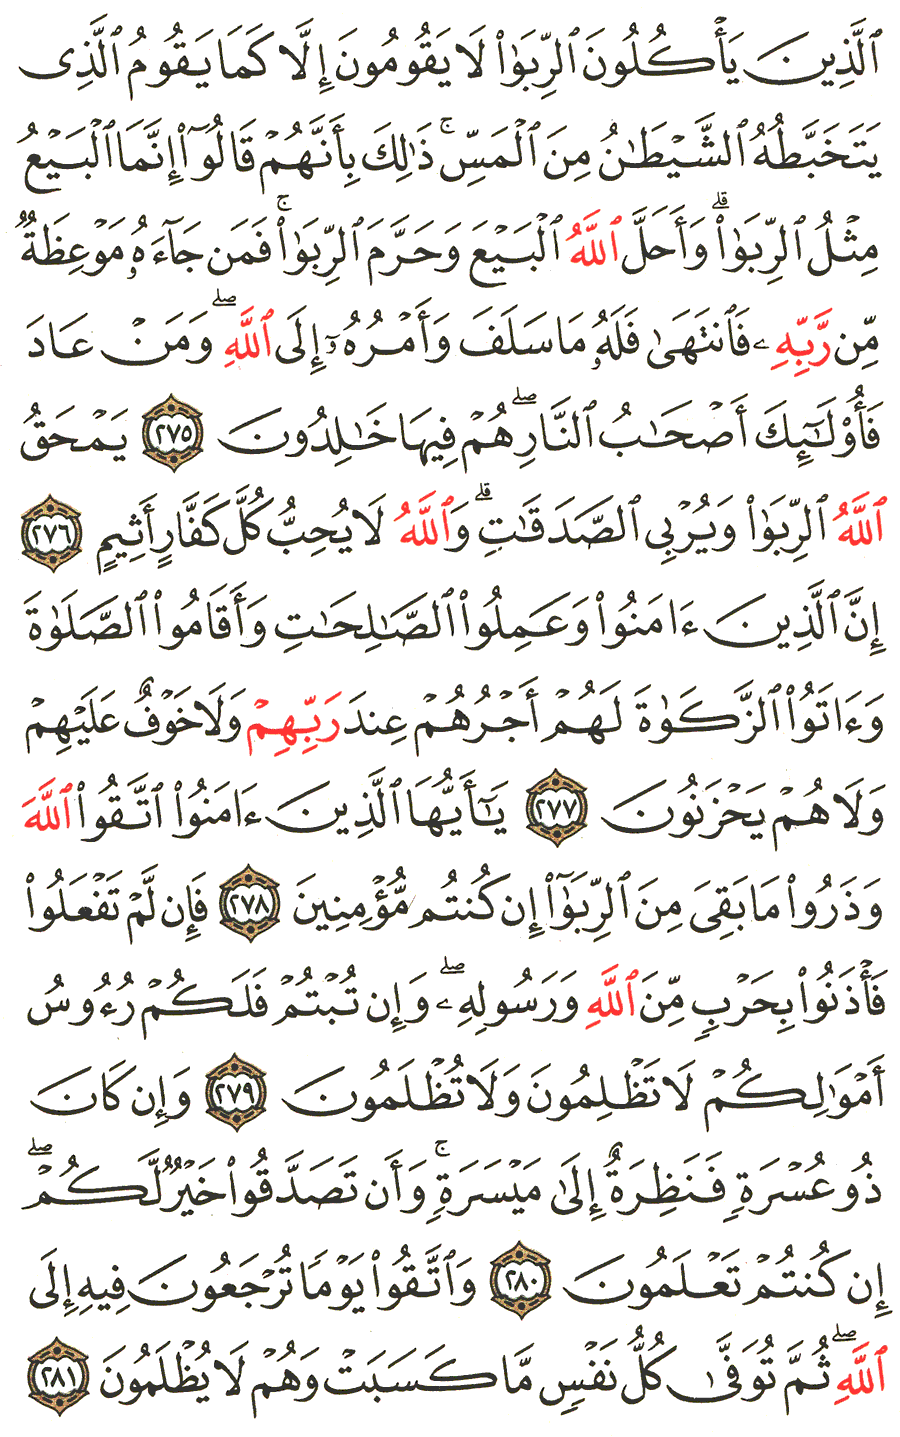 ٱلَّذِينَ يَأْكُلُونَ ٱلرِّبَوٰا۟ لَا يَقُومُونَ إِلَّا كَمَا يَقُومُ ٱلَّذِى
يَتَخَبَّطُهُ ٱلشَّيْطَـٰنُ مِنَ ٱلْمَسِّ ۚ ذَٰلِكَ بِأَنَّهُمْ قَالُوٓا۟ إِنَّمَا ٱلْبَيْعُ
مِثْلُ ٱلرِّبَوٰا۟ ۗ وَأَحَلَّ ٱللَّهُ ٱلْبَيْعَ وَحَرَّمَ ٱلرِّبَوٰا۟ ۚ فَمَن جَآءَهُۥ مَوْعِظَةٌ
مِّن رَّبِّهِۦ فَٱنتَهَىٰ فَلَهُۥ مَا سَلَفَ وَأَمْرُهُۥٓ إِلَى ٱللَّهِ ۖ وَمَنْ عَادَ
فَأُو۟لَـٰٓئِكَ أَصْحَـٰبُ ٱلنَّارِ ۖ هُمْ فِيهَا خَـٰلِدُونَ ٢٧٥ يَمْحَقُ
ٱللَّهُ ٱلرِّبَوٰا۟ وَيُرْبِى ٱلصَّدَقَـٰتِ ۗ وَٱللَّهُ لَا يُحِبُّ كُلَّ كَفَّارٍ أَثِيمٍ ٢٧٦
إِنَّ ٱلَّذِينَ ءَامَنُوا۟ وَعَمِلُوا۟ ٱلصَّـٰلِحَـٰتِ وَأَقَامُوا۟ ٱلصَّلَوٰةَ
وَءَاتَوُا۟ ٱلزَّكَوٰةَ لَهُمْ أَجْرُهُمْ عِندَ رَبِّهِمْ وَلَا خَوْفٌ عَلَيْهِمْ
وَلَا هُمْ يَحْزَنُونَ ٢٧٧ يَـٰٓأَيُّهَا ٱلَّذِينَ ءَامَنُوا۟ ٱتَّقُوا۟ ٱللَّهَ
وَذَرُوا۟ مَا بَقِىَ مِنَ ٱلرِّبَوٰٓا۟ إِن كُنتُم مُّؤْمِنِينَ ٢٧٨ فَإِن لَّمْ تَفْعَلُوا۟
فَأْذَنُوا۟ بِحَرْبٍ مِّنَ ٱللَّهِ وَرَسُولِهِۦ ۖ وَإِن تُبْتُمْ فَلَكُمْ رُءُوسُ
أَمْوَٰلِكُمْ لَا تَظْلِمُونَ وَلَا تُظْلَمُونَ ٢٧٩ وَإِن كَانَ
ذُو عُسْرَةٍ فَنَظِرَةٌ إِلَىٰ مَيْسَرَةٍ ۚ وَأَن تَصَدَّقُوا۟ خَيْرٌ لَّكُمْ ۖ
إِن كُنتُمْ تَعْلَمُونَ ٢٨٠ وَٱتَّقُوا۟ يَوْمًا تُرْجَعُونَ فِيهِ إِلَى
ٱللَّهِ ۖ ثُمَّ تُوَفَّىٰ كُلُّ نَفْسٍ مَّا كَسَبَتْ وَهُمْ لَا يُظْلَمُونَ ٢٨١